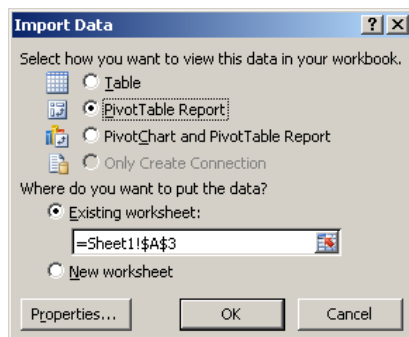 Import Data
Select how you want to view this data in your workbook.
Table
PivotTable Report
PivotChart and PivotTable Report
Only Create Connection
Where do you want to put the data?
Existing worksheet:
=Sheet1!$A$3
New worksheet
Properties... OK Cancel